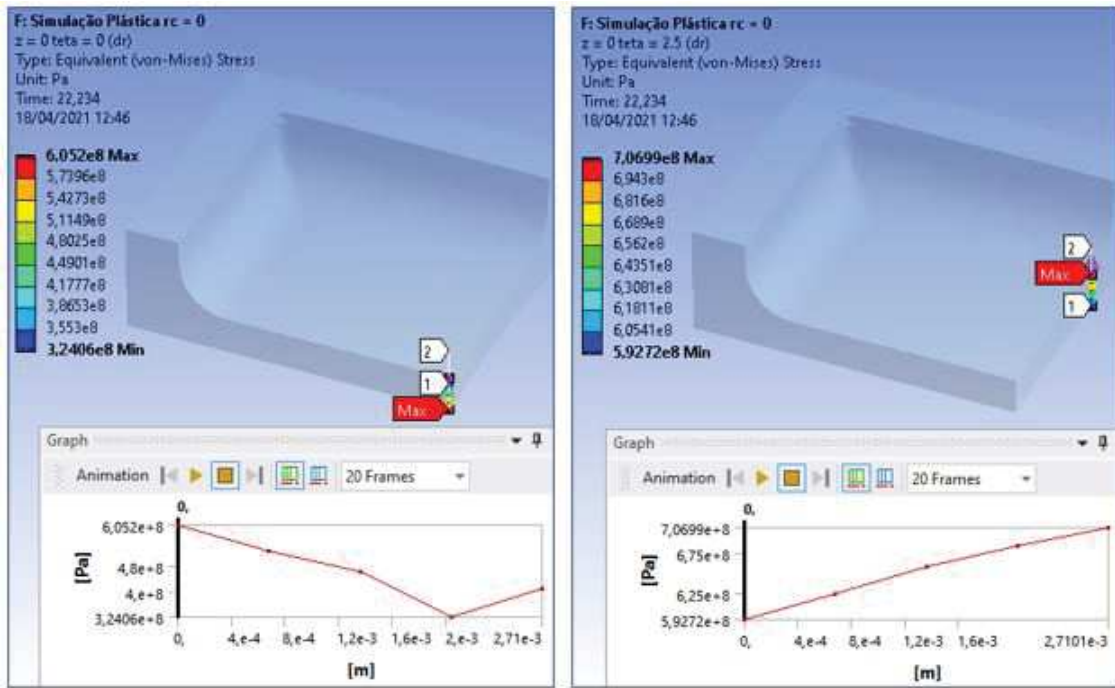 F: Simulação Plástica rc = 0
z = 0 teta = 0 (dr)
Type: Equivalent (von-Mises) Stress
Unit: Pa
Time: 22,234
18/04/2021 12:46
6,052e8 Max
5,7396e8
5,4273e8
5,1149e8
4,8025e8
4,4901e8
4,1777e8
3,8653e8
3,553e8
3,2406e8 Min
2
1
Max
Graph
Animation
20 Frames
0,
6,052e+8
4,8e+8
4,e+8
3,2406e+8
[Pa]
0,
4,e-4
8,e-4
1,2e-3
1,6e-3
2,e-3
2,71e-3
[m]
F: Simulação Plástica rc = 0
z = 0 teta = 2.5 (dr)
Type: Equivalent (von-Mises) Stress
Unit: Pa
Time: 22,234
18/04/2021 12:46
7,0699e8 Max
6,943e8
6,816e8
6,689e8
6,562e8
6,4351e8
6,3081e8
6,1811e8
6,0541e8
5,9272e8 Min
2
Max
1
Graph
Animation
20 Frames
0,
7,0699e+8
6,75e+8
6,25e+8
5,9272e+8
[Pa]
0,
4,e-4
8,e-4
1,2e-3
1,6e-3
2,7101e-3
[m]